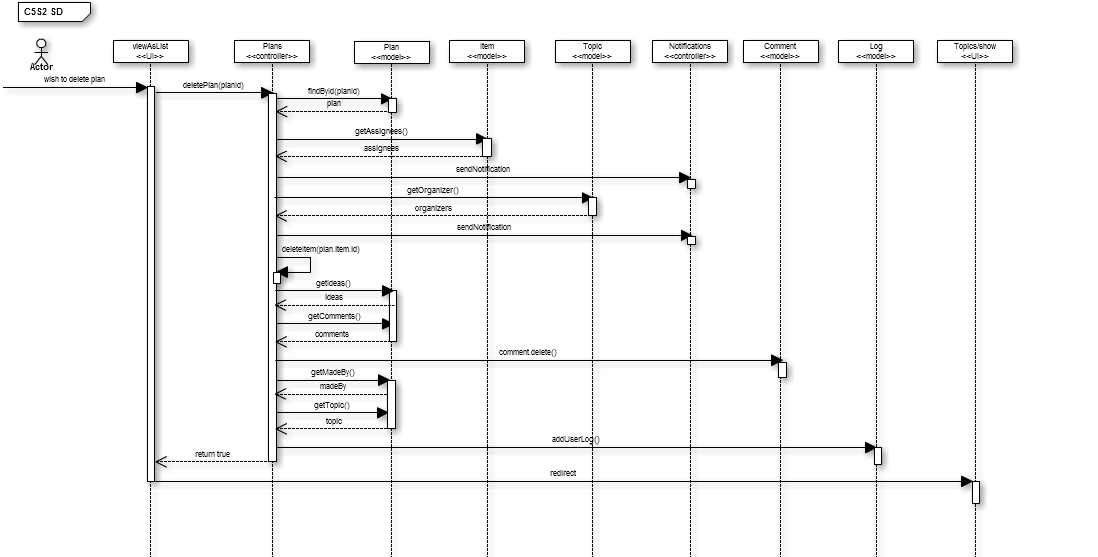 C5S2 SD
Actor
viewAsList
<<UI>>
Plans
<<controller>>
Plan
<<model>>
Item
<<model>>
Topic
<<model>>
Notifications
<<controller>>
Comment
<<model>>
Log
<<model>>
Topics/show
<<UI>>
wish to delete plan
deletePlan(planId)
findById(planId)
plan
getAssignees()
assignees
sendNotification
getOrganizer()
organizers
sendNotification
deleteItem(plan.item.id)
getIdeas()
ideas
getComments()
comments
comment.delete()
getMadeBy()
madeBy
getTopic()
topic
addUserLog()
return true
redirect